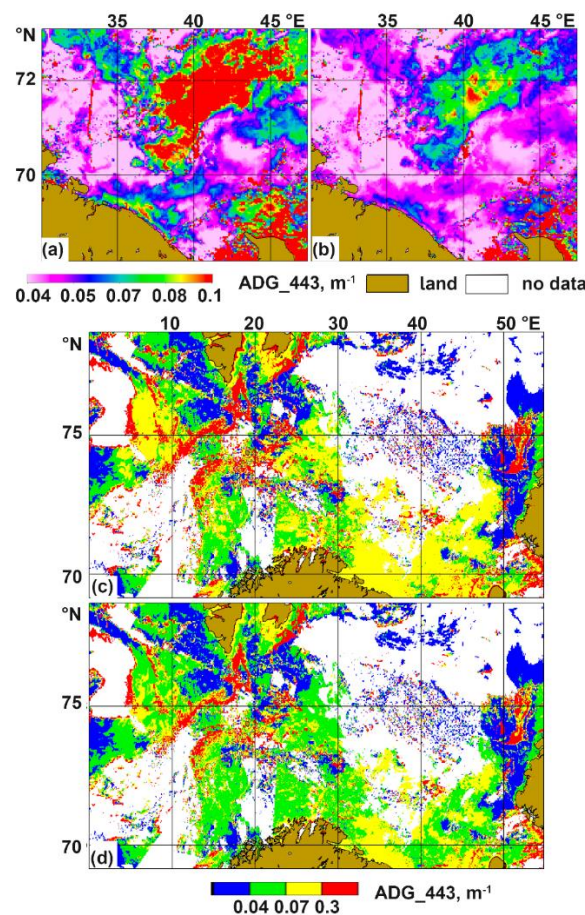 °N 35 40 45 °E
72
70
(a) (b)
0.04 0.05 0.07 0.08 0.1 ADG_443, m⁻¹ land no data
°N 10 20 30 40 50 °E
75
70
(c)
°N
75
70
(d)
0.04 0.07 0.3 ADG_443, m⁻¹
35 40 45 °E